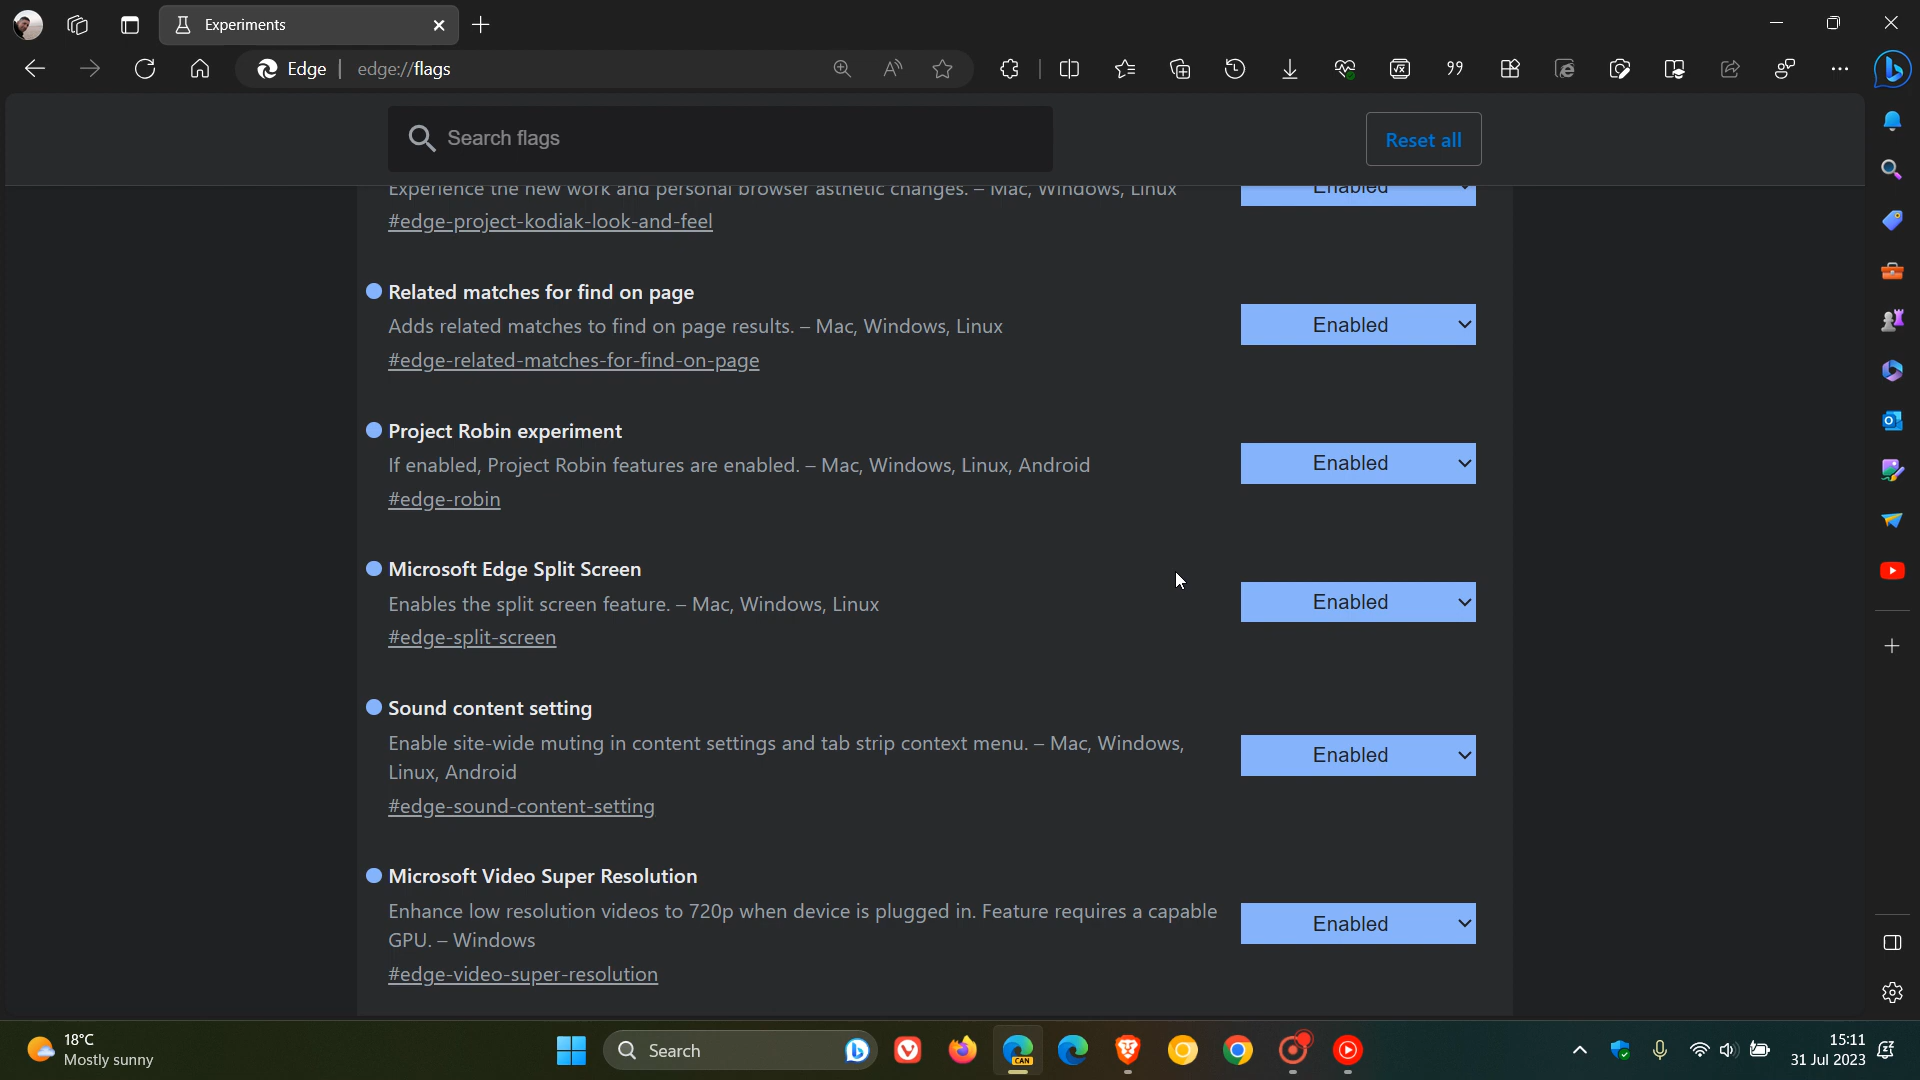 Experiments
Edge
edge://flags
Search flags
Reset all
Experience the new work and personal browser asthetic changes. – Mac, Windows, Linux
Enabled
#edge-project-kodiak-look-and-feel
Related matches for find on page
Adds related matches to find on page results. – Mac, Windows, Linux
Enabled
#edge-related-matches-for-find-on-page
Project Robin experiment
If enabled, Project Robin features are enabled. – Mac, Windows, Linux, Android
Enabled
#edge-robin
Microsoft Edge Split Screen
Enables the split screen feature. – Mac, Windows, Linux
Enabled
#edge-split-screen
Sound content setting
Enable site-wide muting in content settings and tab strip context menu. – Mac, Windows,
Linux, Android
Enabled
#edge-sound-content-setting
Microsoft Video Super Resolution
Enhance low resolution videos to 720p when device is plugged in. Feature requires a capable
GPU. – Windows
Enabled
#edge-video-super-resolution
18°C
Mostly sunny
Search
CAN
15:11
31 Jul 2023